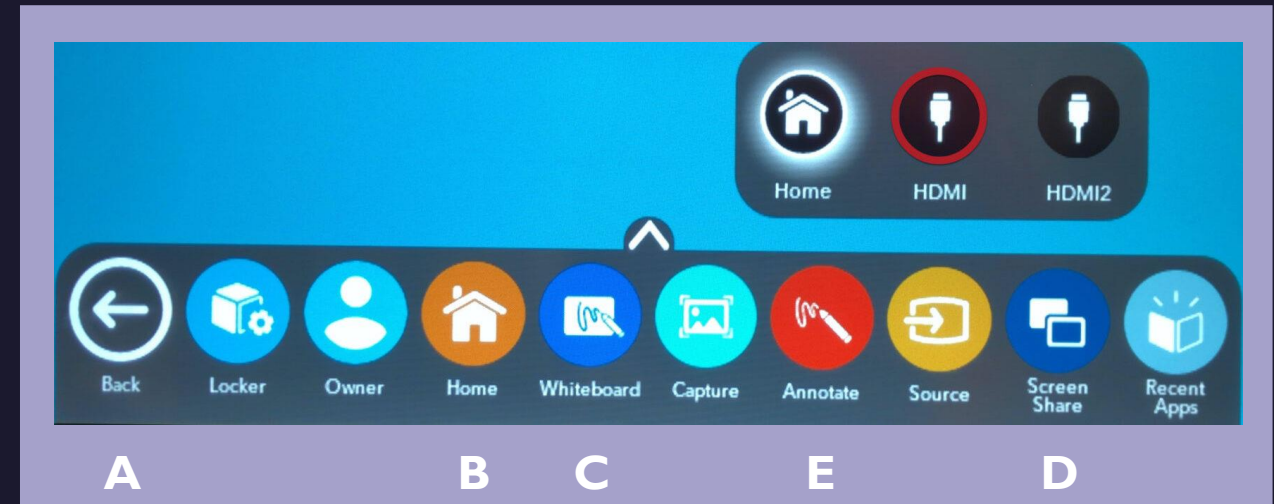 Home HDMI HDMI2
Back Locker Owner Home Whiteboard Capture Annotate Source Screen Share Recent Apps
A B C E D